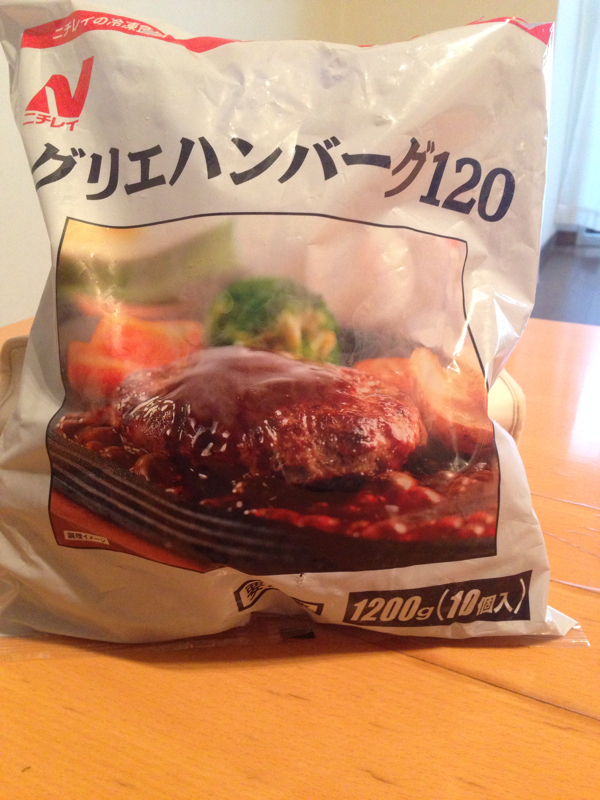 ニチレイの冷凍食品
ニチレイ
グリエハンバーグ120
調理イメージ
1200g(10個入)